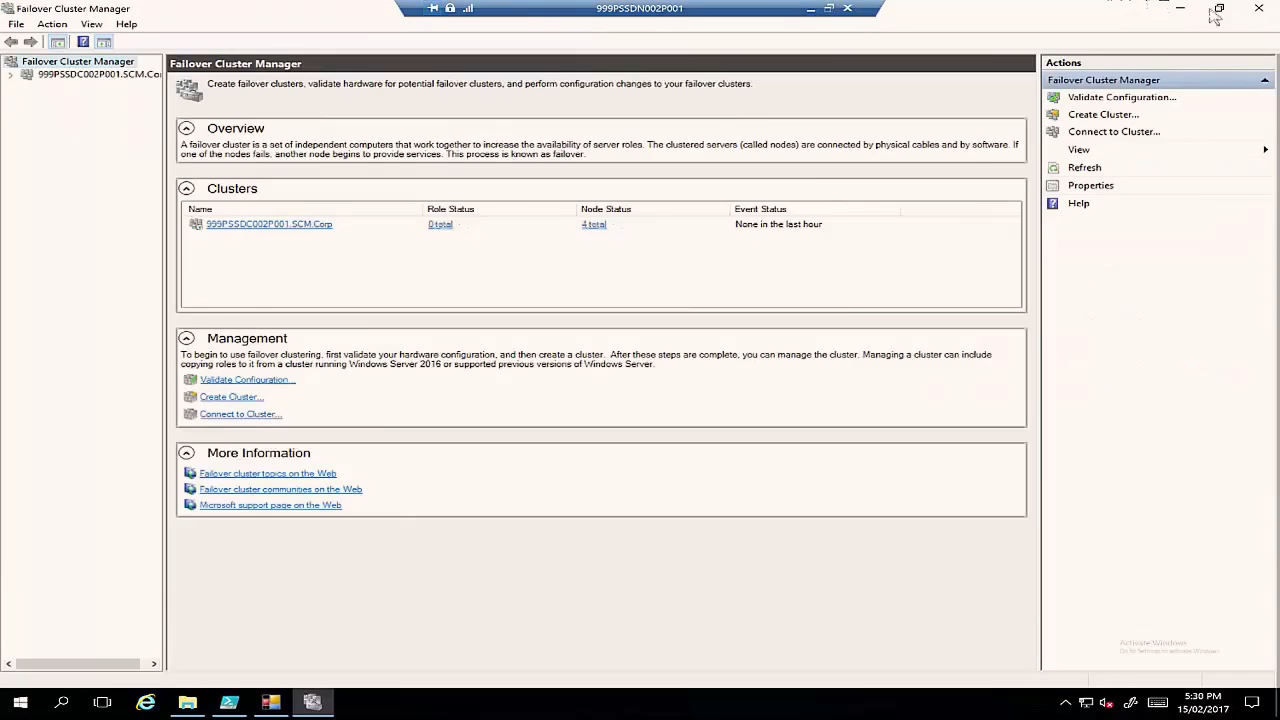 Failover Cluster Manager
999PSSDN002P001
File Action View Help
Failover Cluster Manager
999PSSDC002P001.SCM.Cor
Failover Cluster Manager
Create failover clusters, validate hardware for potential failover clusters, and perform configuration changes to your failover clusters.
Overview
A failover cluster is a set of independent computers that work together to increase the availability of server roles. The clustered servers (called nodes) are connected by physical cables and by software. If
one of the nodes fails, another node begins to provide services. This process is known as failover.
Clusters
Name Role Status Node Status Event Status
999PSSDC002P001.SCM.Corp 0 total 4 total None in the last hour
Management
To begin to use failover clustering, first validate your hardware configuration, and then create a cluster. After these steps are complete, you can manage the cluster. Managing a cluster can include
copying roles to it from a cluster running Windows Server 2016 or supported previous versions of Windows Server.
Validate Configuration...
Create Cluster...
Connect to Cluster...
More Information
Failover cluster topics on the Web
Failover cluster communities on the Web
Microsoft support page on the Web
Actions
Failover Cluster Manager
Validate Configuration...
Create Cluster...
Connect to Cluster...
View
Refresh
Properties
Help
Activate Windows
Go to Settings to activate Windows.
5:30 PM
15/02/2017